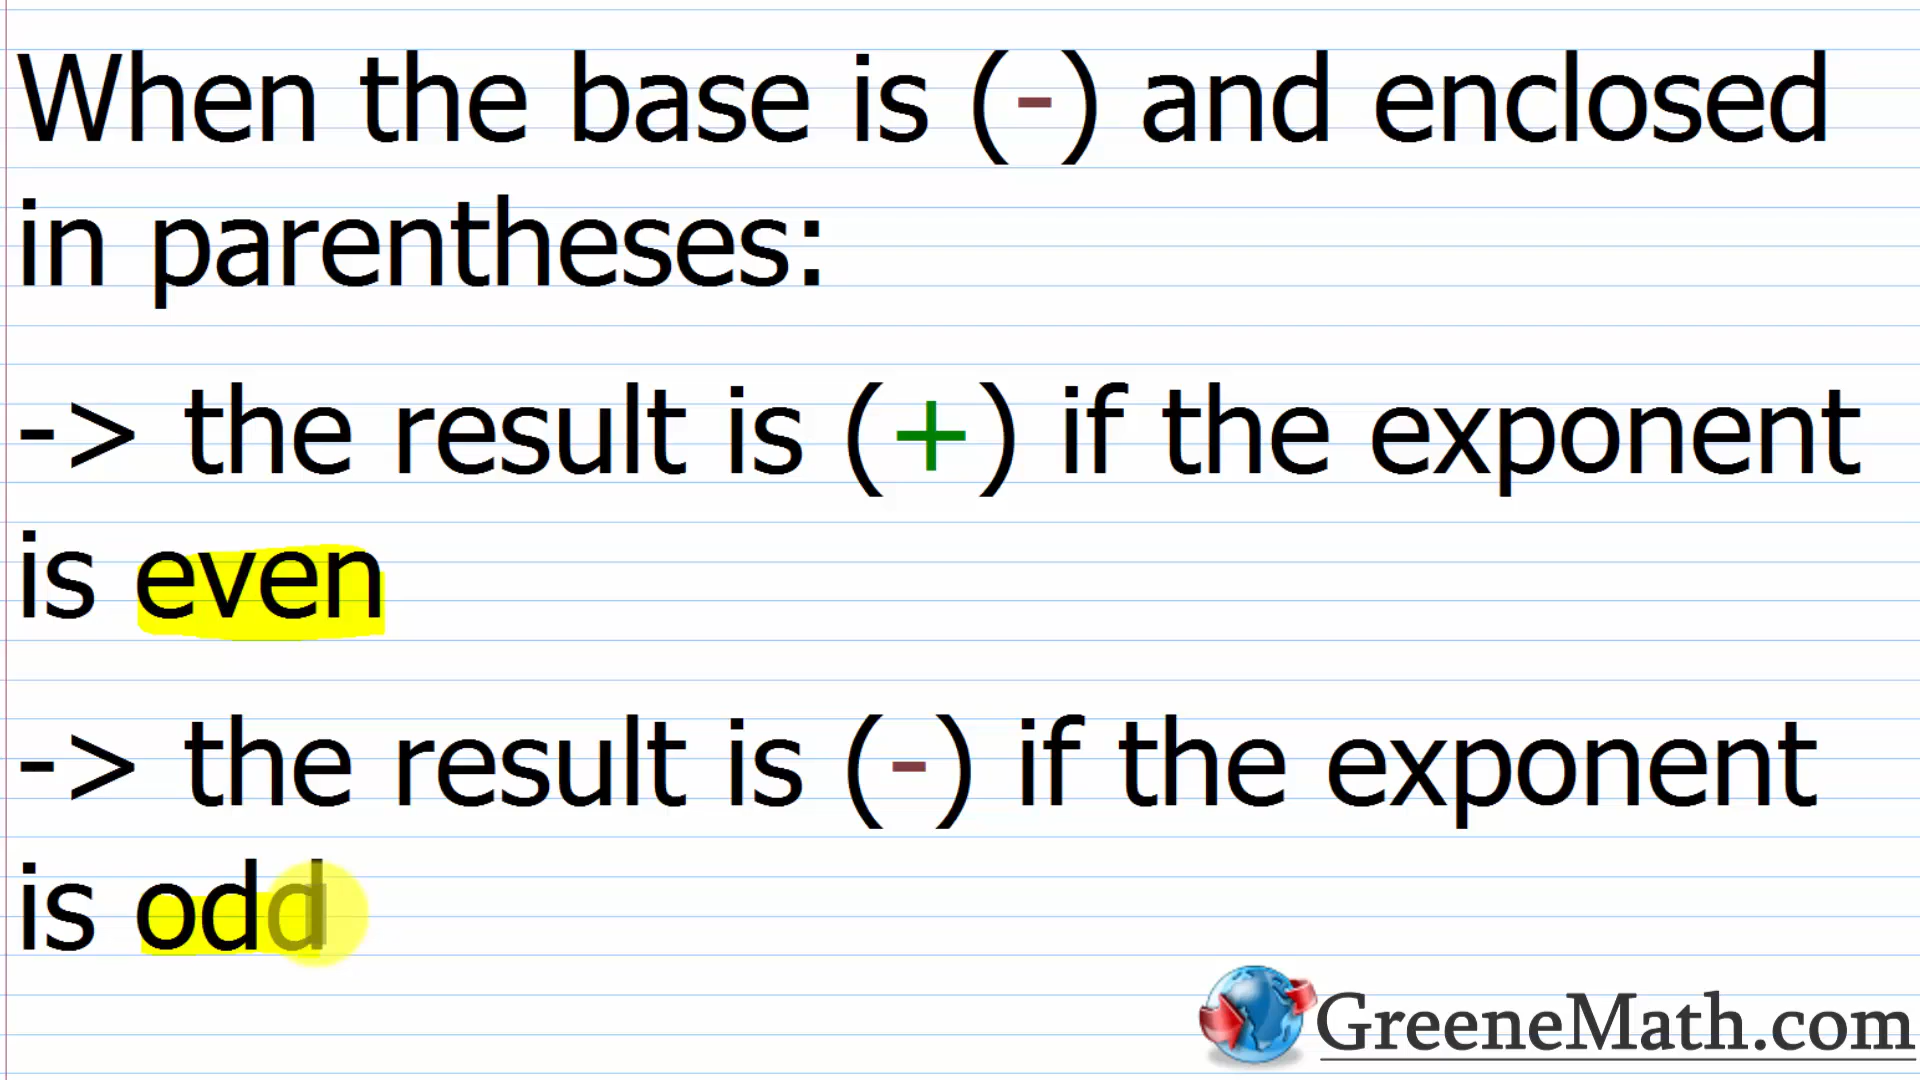 When the base is (-) and enclosed
in parentheses:
-> the result is (+) if the exponent
is even
-> the result is (-) if the exponent
is odd
GreeneMath.com